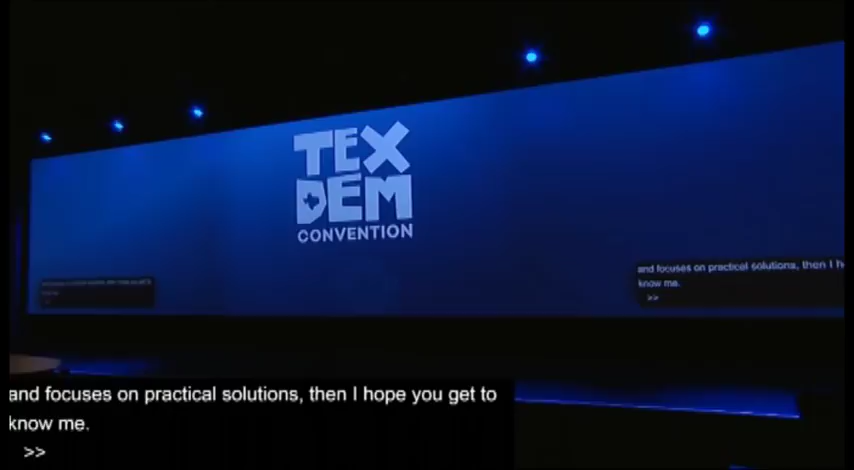 TEX
DEM
CONVENTION
and focuses on practical solutions, then I h
know me.
>>
and focuses on practical solutions, then I hope you get to
know me.
>>